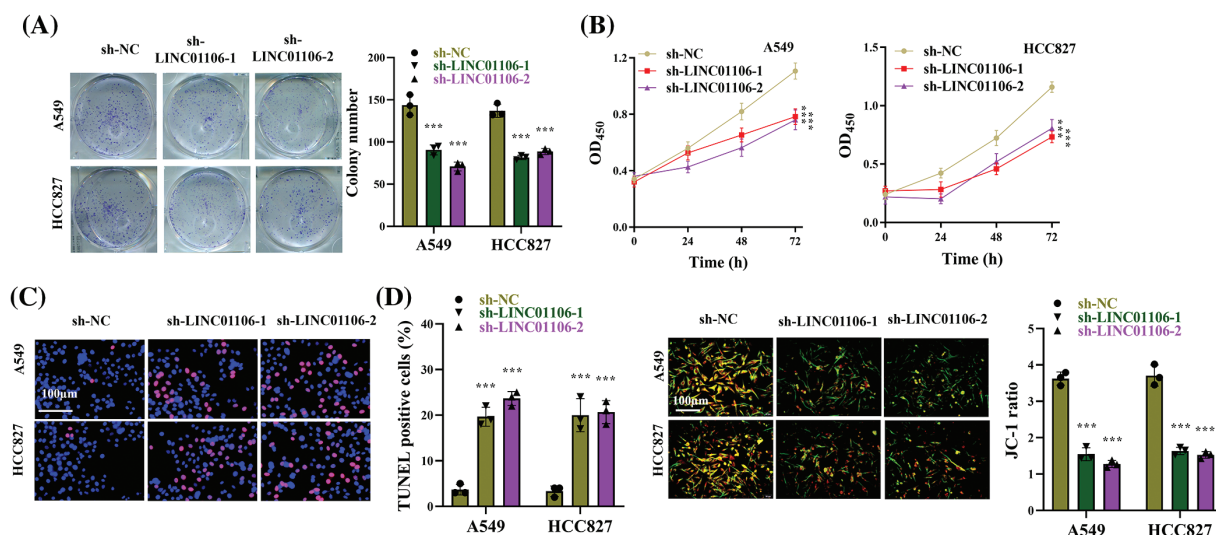 (A)
sh-NC
sh-
LINC01106-1
sh-
LINC01106-2
A549
HCC827
sh-NC
sh-LINC01106-1
sh-LINC01106-2
Colony number
200
150
100
50
0
***
***
***
***
A549
HCC827
(B)
sh-NC
A549
sh-LINC01106-1
sh-LINC01106-2
OD450
1.2
0.8
0.4
0.0
***
***
0
24
48
72
Time (h)
sh-NC
HCC827
sh-LINC01106-1
sh-LINC01106-2
OD450
1.5
1.0
0.5
0.0
***
***
0
24
48
72
Time (h)
(C)
sh-NC
sh-LINC01106-1
sh-LINC01106-2
A549
100μm
HCC827
(D)
sh-NC
sh-LINC01106-1
sh-LINC01106-2
TUNEL positive cells (%)
40
30
20
10
0
***
***
***
***
A549
HCC827
sh-NC
sh-LINC01106-1
sh-LINC01106-2
A549
100μm
HCC827
sh-NC
sh-LINC01106-1
sh-LINC01106-2
JC-1 ratio
5
4
3
2
1
0
***
***
***
***
A549
HCC827